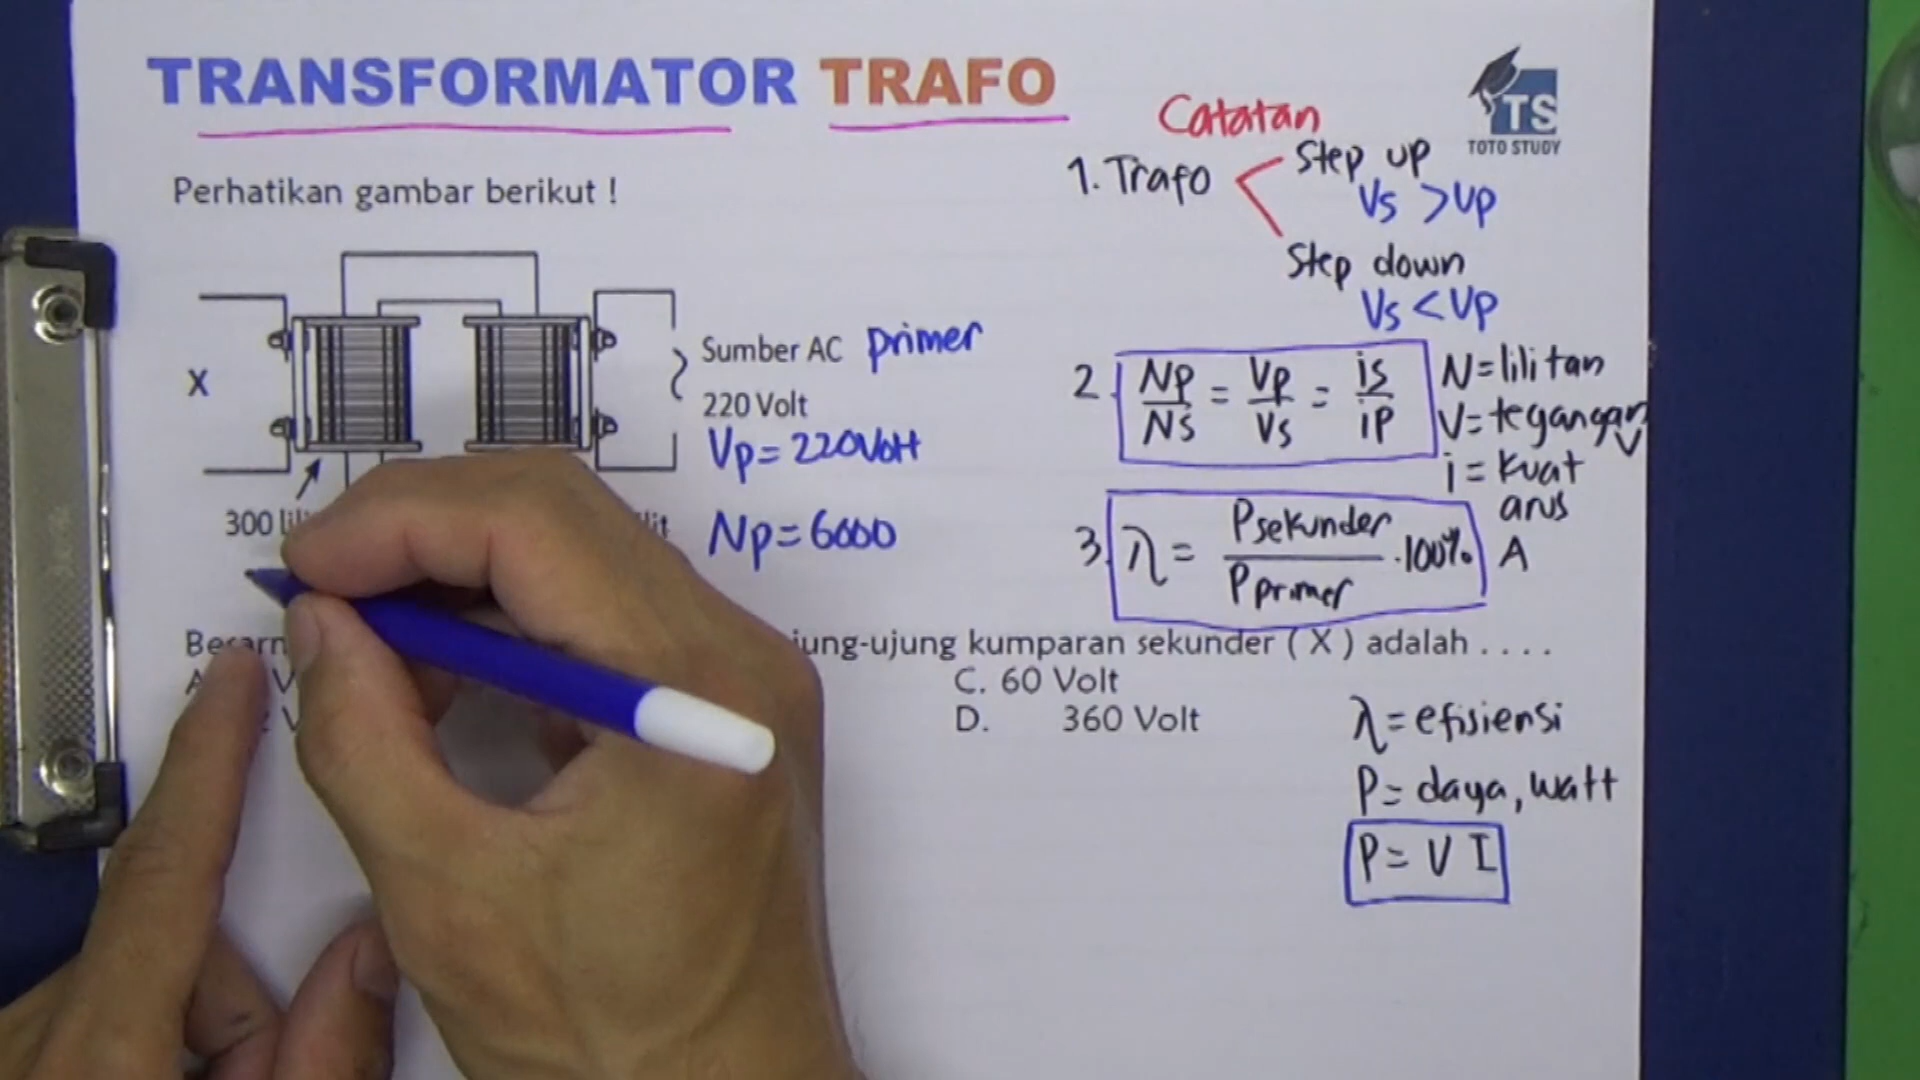 TRANSFORMATOR TRAFO
TS
TOTO STUDY
Catatan
1. Trafo
Step up
Vs > Vp
Step down
Vs < Vp
Perhatikan gambar berikut !
X
Sumber AC primer
220 Volt
Vp = 220 Volt
300
Np = 6000
2. Np/Ns = Vp/Vs = is/ip
N = lilitan
V = tegangan
V
i = kuat
arus
A
3. λ = Psekunder/Pprimer . 100%
ujung-ujung kumparan sekunder ( X ) adalah . . . .
C. 60 Volt
D. 360 Volt
λ = efisiensi
P = daya, watt
P = V I